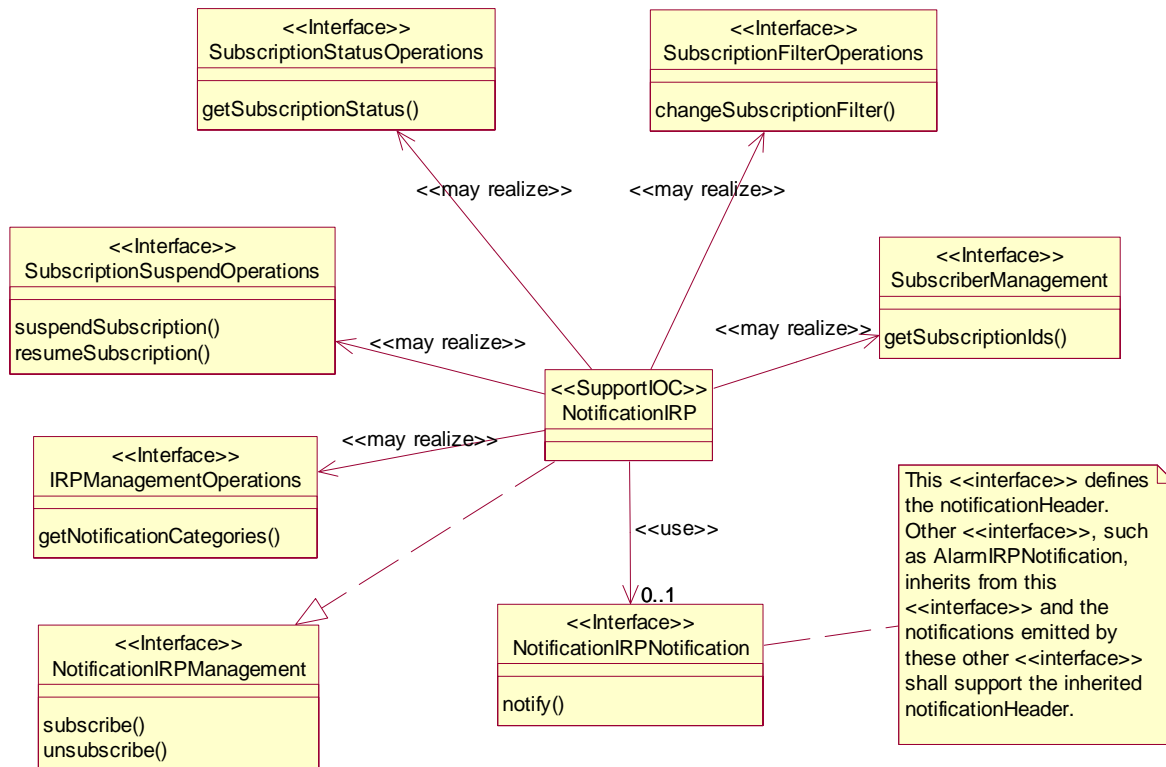 <<Interface>>
SubscriptionStatusOperations
getSubscriptionStatus()
<<Interface>>
SubscriptionFilterOperations
changeSubscriptionFilter()
<<may realize>>
<<may realize>>
<<Interface>>
SubscriptionSuspendOperations
suspendSubscription()
resumeSubscription()
<<Interface>>
SubscriberManagement
getSubscriptionIds()
<<may realize>>
<<may realize>>
<<SupportIOC>>
NotificationIRP
<<may realize>>
<<Interface>>
IRPManagementOperations
getNotificationCategories()
<<use>>
0..1
<<Interface>>
NotificationIRPManagement
subscribe()
unsubscribe()
<<Interface>>
NotificationIRPNotification
notify()
This <<interface>> defines
the notificationHeader.
Other <<interface>>, such
as AlarmIRPNotification,
inherits from this
<<interface>> and the
notifications emitted by
these other <<interface>>
shall support the inherited
notificationHeader.